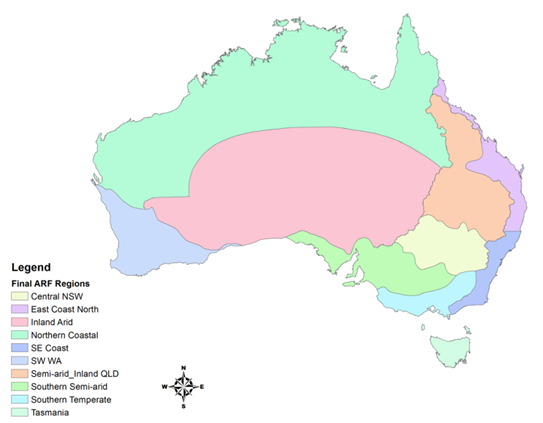 Legend
Final ARF Regions
Central NSW
East Coast North
Inland Arid
Northern Coastal
SE Coast
SW WA
Semi-arid_Inland QLD
Southern Semi-arid
Southern Temperate
Tasmania
N
W E
S